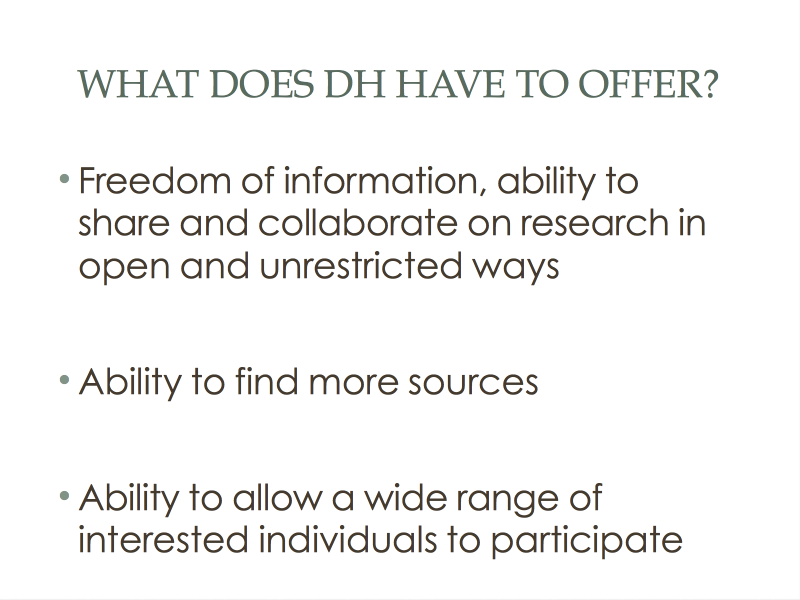 WHAT DOES DH HAVE TO OFFER?
• Freedom of information, ability to
share and collaborate on research in
open and unrestricted ways
• Ability to find more sources
• Ability to allow a wide range of
interested individuals to participate